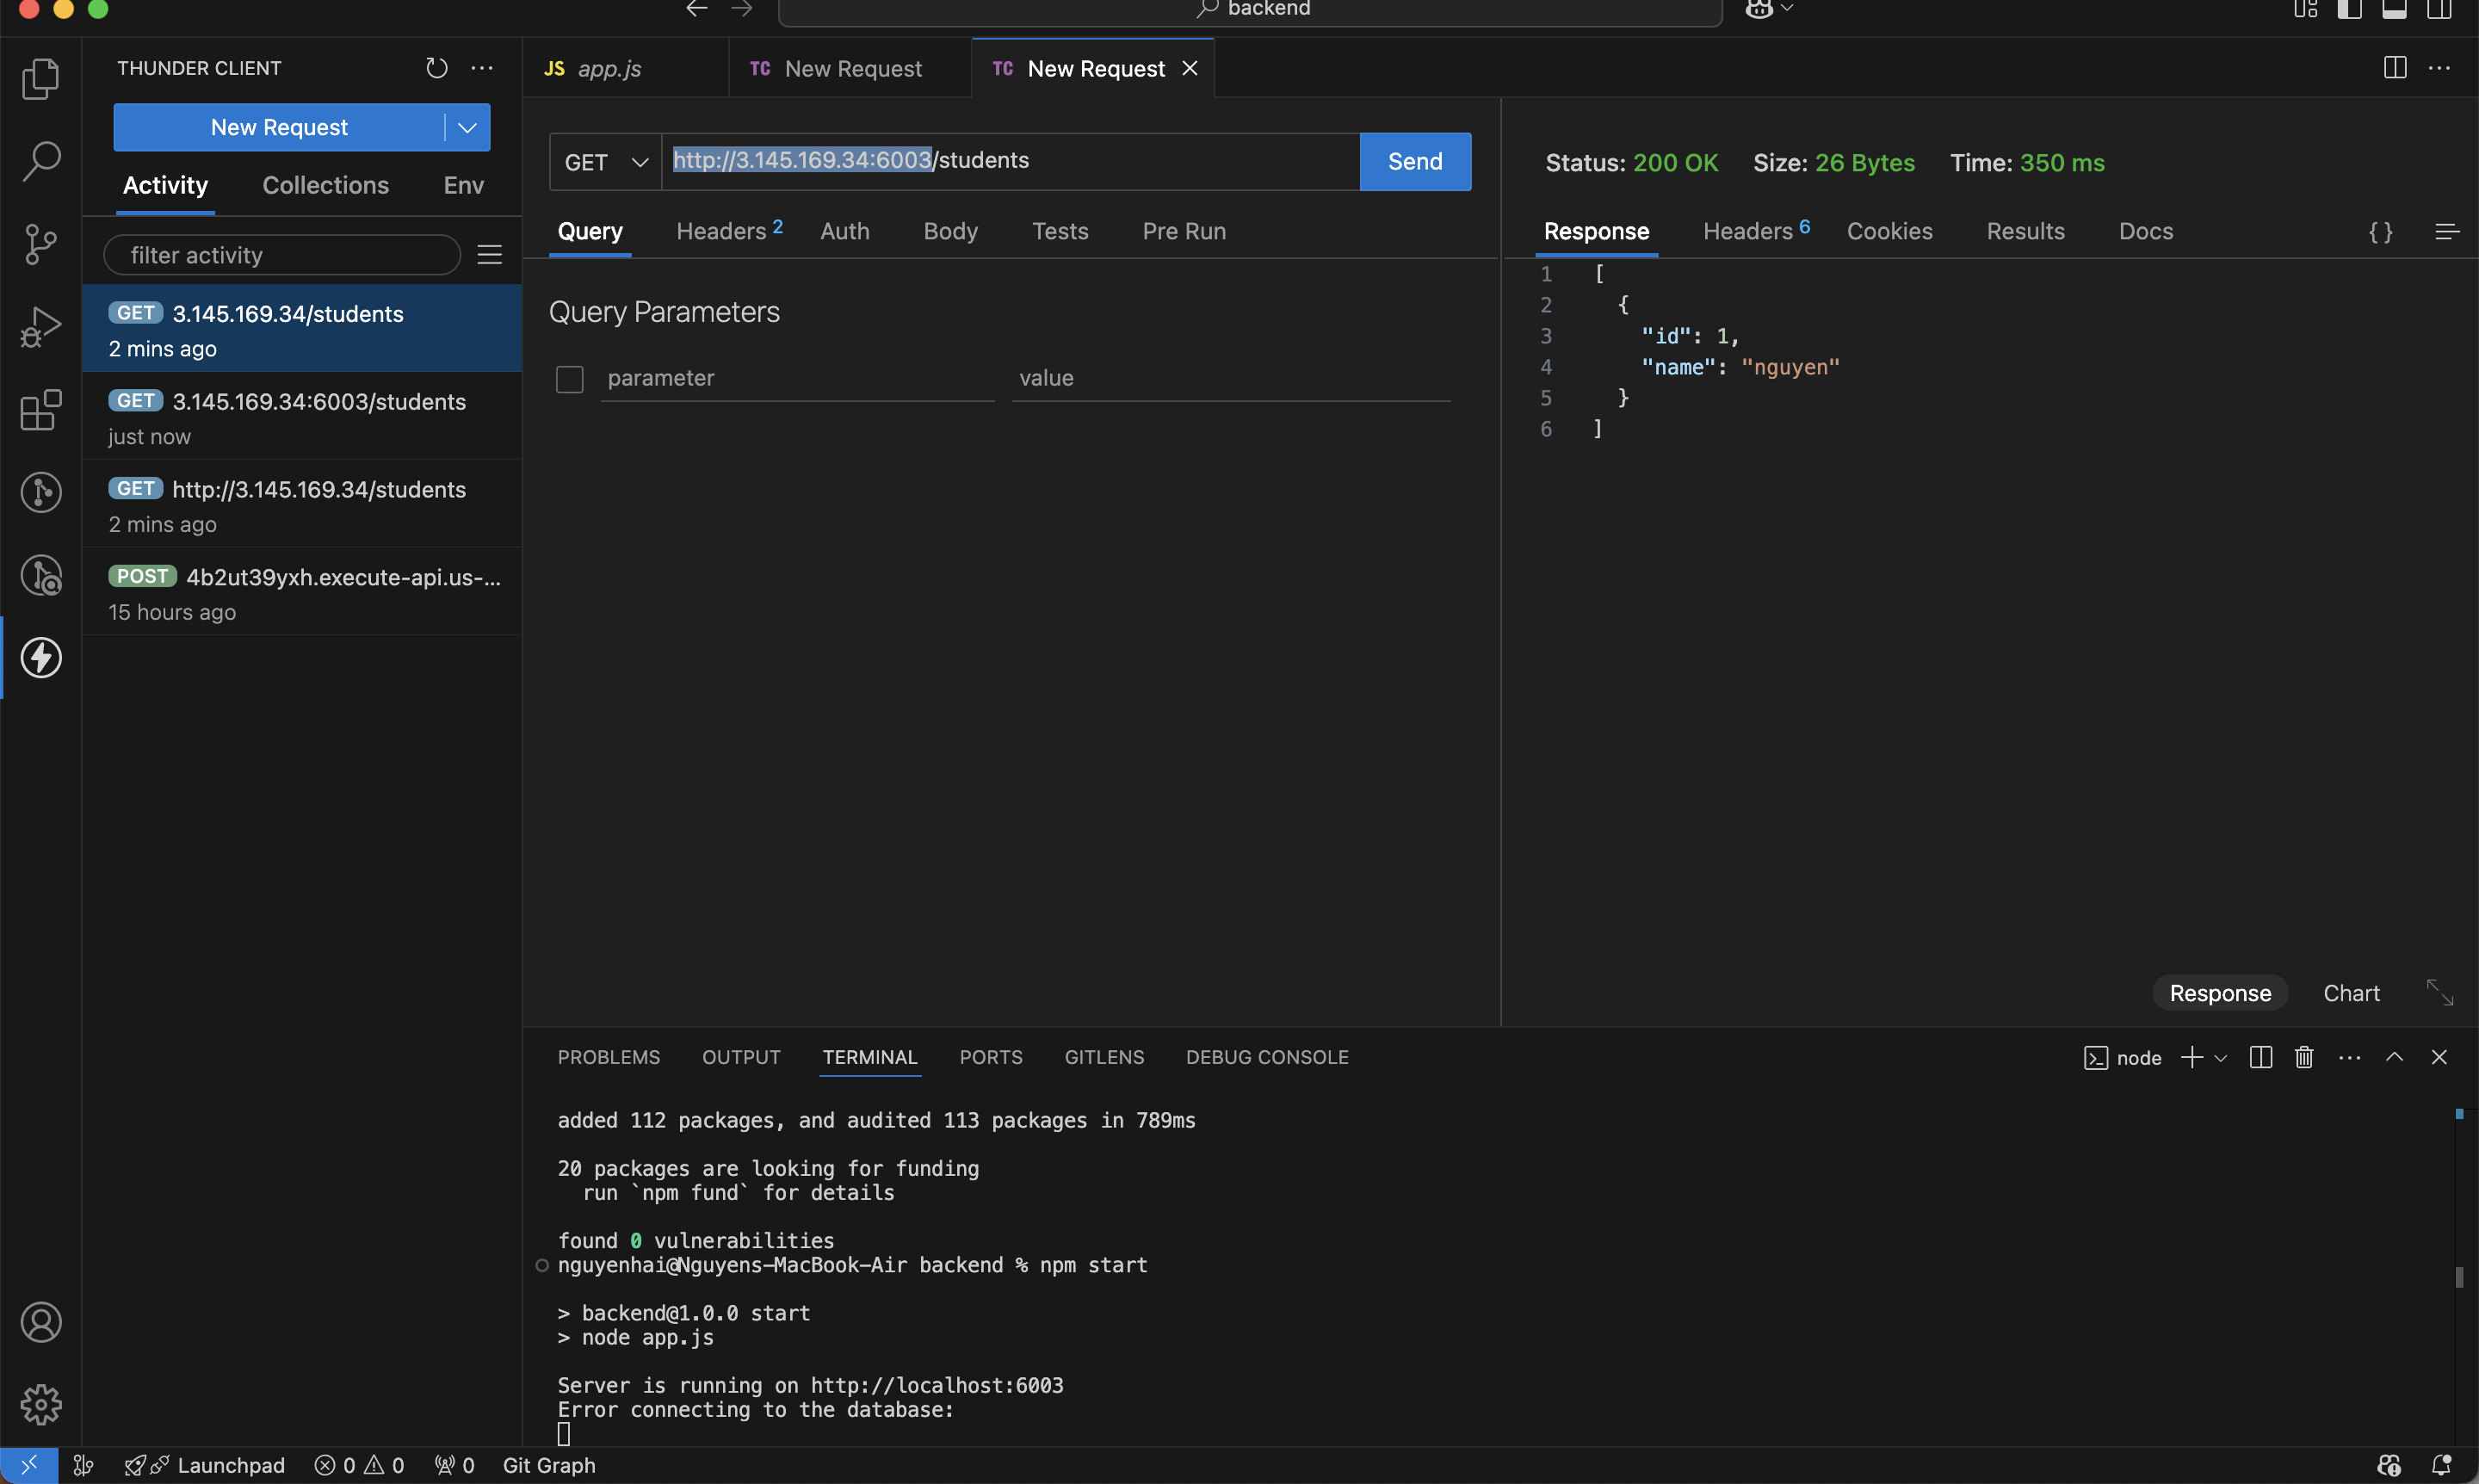 backend
THUNDER CLIENT
New Request
Activity Collections Env
filter activity
GET 3.145.169.34/students
2 mins ago
GET 3.145.169.34:6003/students
just now
GET http://3.145.169.34/students
2 mins ago
POST 4b2ut39yxh.execute-api.us-...
15 hours ago
JS app.js
TC New Request
TC New Request
GET http://3.145.169.34:6003/students Send
Query Headers 2 Auth Body Tests Pre Run
Query Parameters
parameter value
Status: 200 OK Size: 26 Bytes Time: 350 ms
Response Headers 6 Cookies Results Docs { }
1 [
2 {
3 "id": 1,
4 "name": "nguyen"
5 }
6 ]
Response Chart
PROBLEMS OUTPUT TERMINAL PORTS GITLENS DEBUG CONSOLE
node
added 112 packages, and audited 113 packages in 789ms
20 packages are looking for funding
run `npm fund` for details
found 0 vulnerabilities
nguyenhai@Nguyens-MacBook-Air backend % npm start
> backend@1.0.0 start
> node app.js
Server is running on http://localhost:6003
Error connecting to the database:
Launchpad 0 0 0 Git Graph